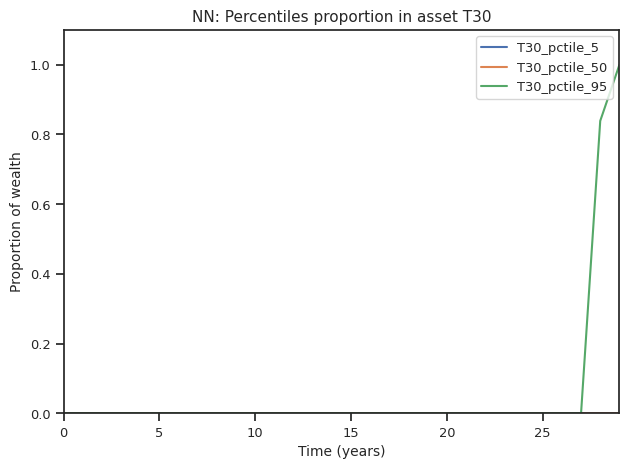 NN: Percentiles proportion in asset T30
T30_pctile_5
T30_pctile_50
T30_pctile_95
1.0
0.8
0.6
0.4
0.2
0.0
Proportion of wealth
0 5 10 15 20 25
Time (years)